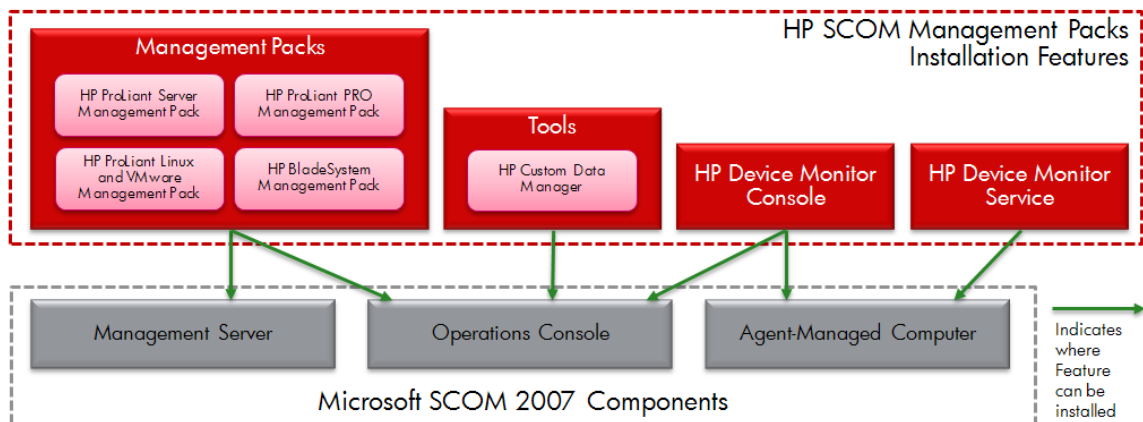 HP SCOM Management Packs
Installation Features
Management Packs
HP ProLiant Server
Management Pack
HP ProLiant PRO
Management Pack
HP ProLiant Linux
and VMware
Management Pack
HP BladeSystem
Management Pack
Tools
HP Custom Data
Manager
HP Device Monitor
Console
HP Device Monitor
Service
Management Server
Operations Console
Agent-Managed Computer
Microsoft SCOM 2007 Components
Indicates
where
Feature
can be
installed